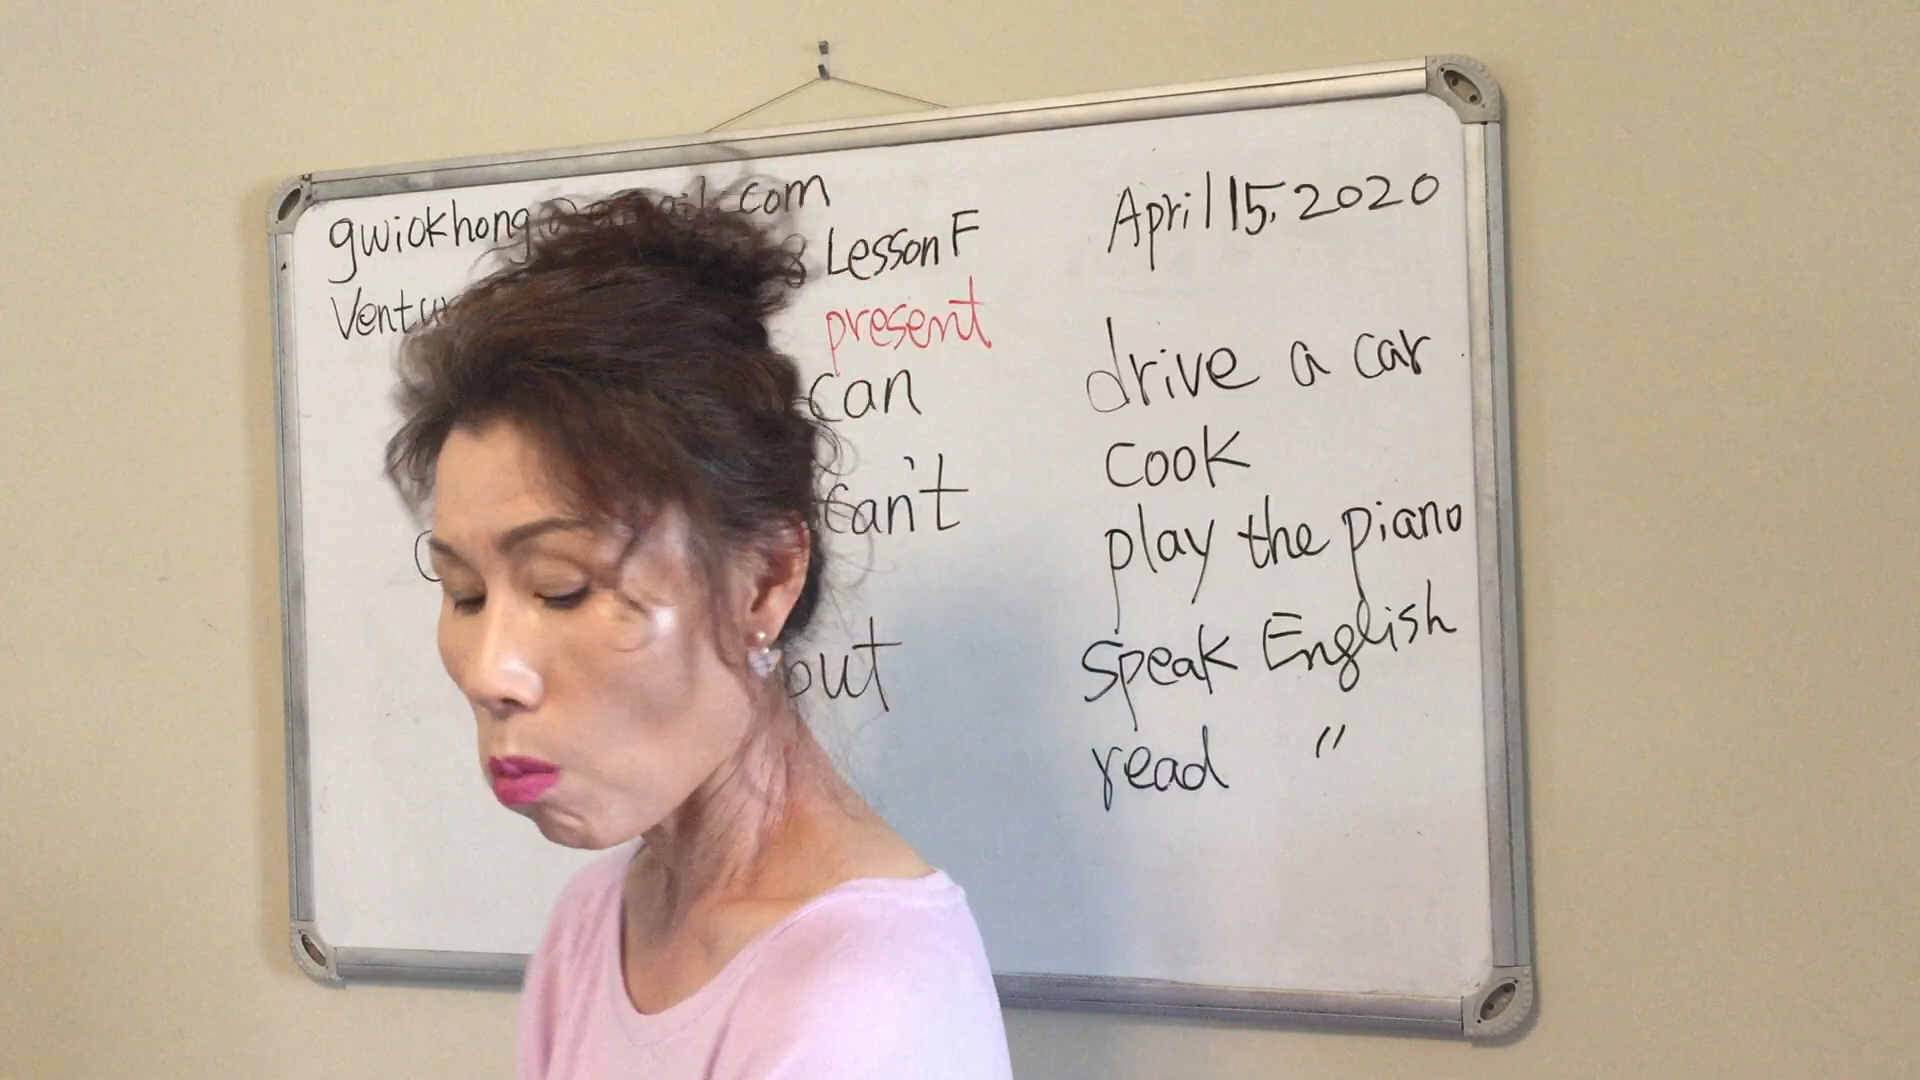 gwiokhong@gmail.com
April 15, 2020
Lesson F
present
can
can't
out
drive a car
cook
play the piano
speak English
read "